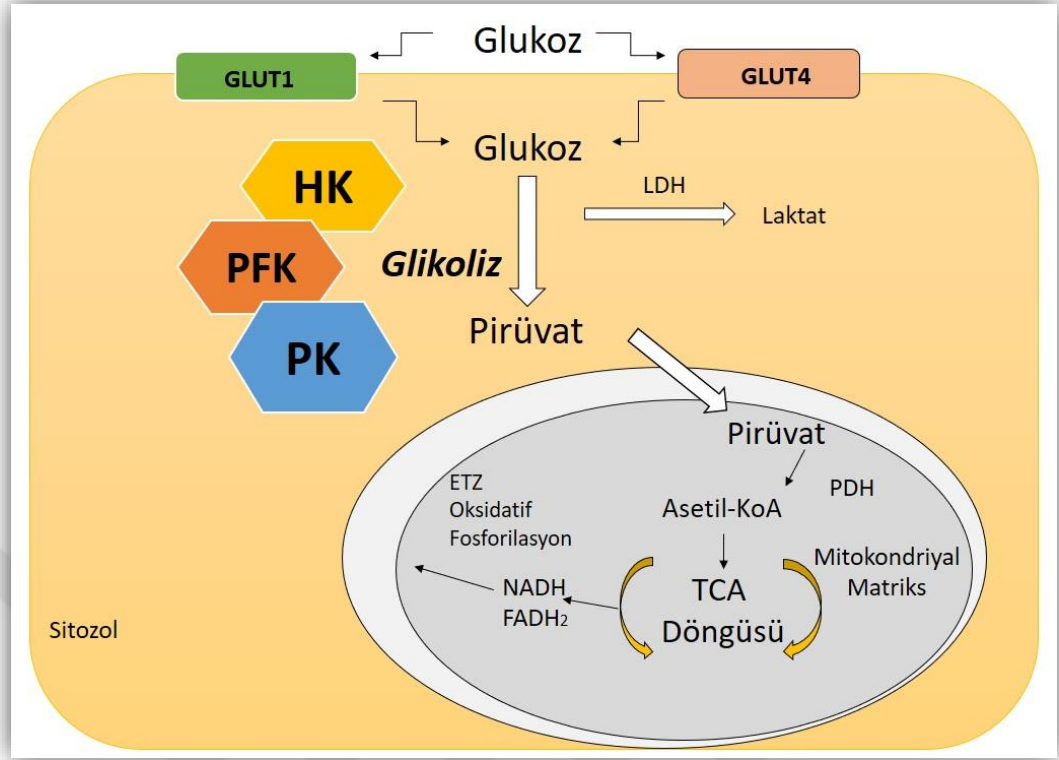 Glukoz
GLUT1
GLUT4
Glukoz
HK
LDH
Laktat
PFK
Glikoliz
Pirüvat
PK
Pirüvat
PDH
Asetil-KoA
ETZ
Oksidatif
Fosforilasyon
Mitokondriyal
Matriks
NADH
FADH2
TCA
Döngüsü
Sitozol